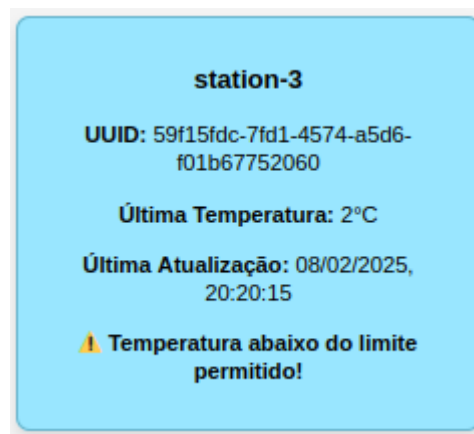 station-3
UUID: 59f15fdc-7fd1-4574-a5d6-
f01b67752060
Última Temperatura: 2°C
Última Atualização: 08/02/2025,
20:20:15
⚠️ Temperatura abaixo do limite
permitido!